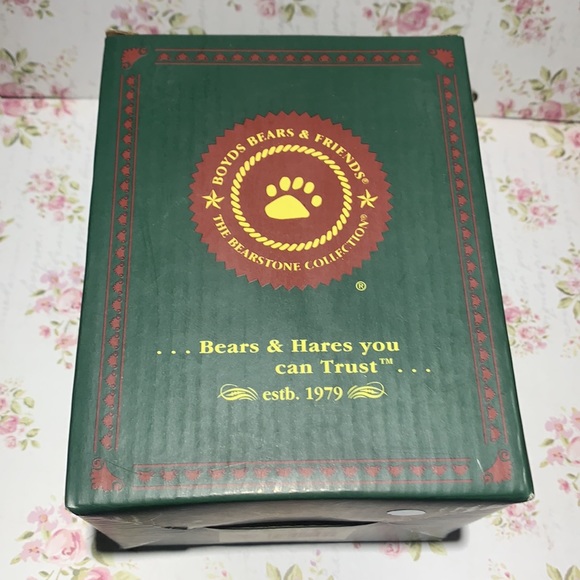 BOYDS BEARS & FRIENDS®
THE BEARSTONE COLLECTION®
®
. . . Bears & Hares you
can Trust™ . . .
estb. 1979